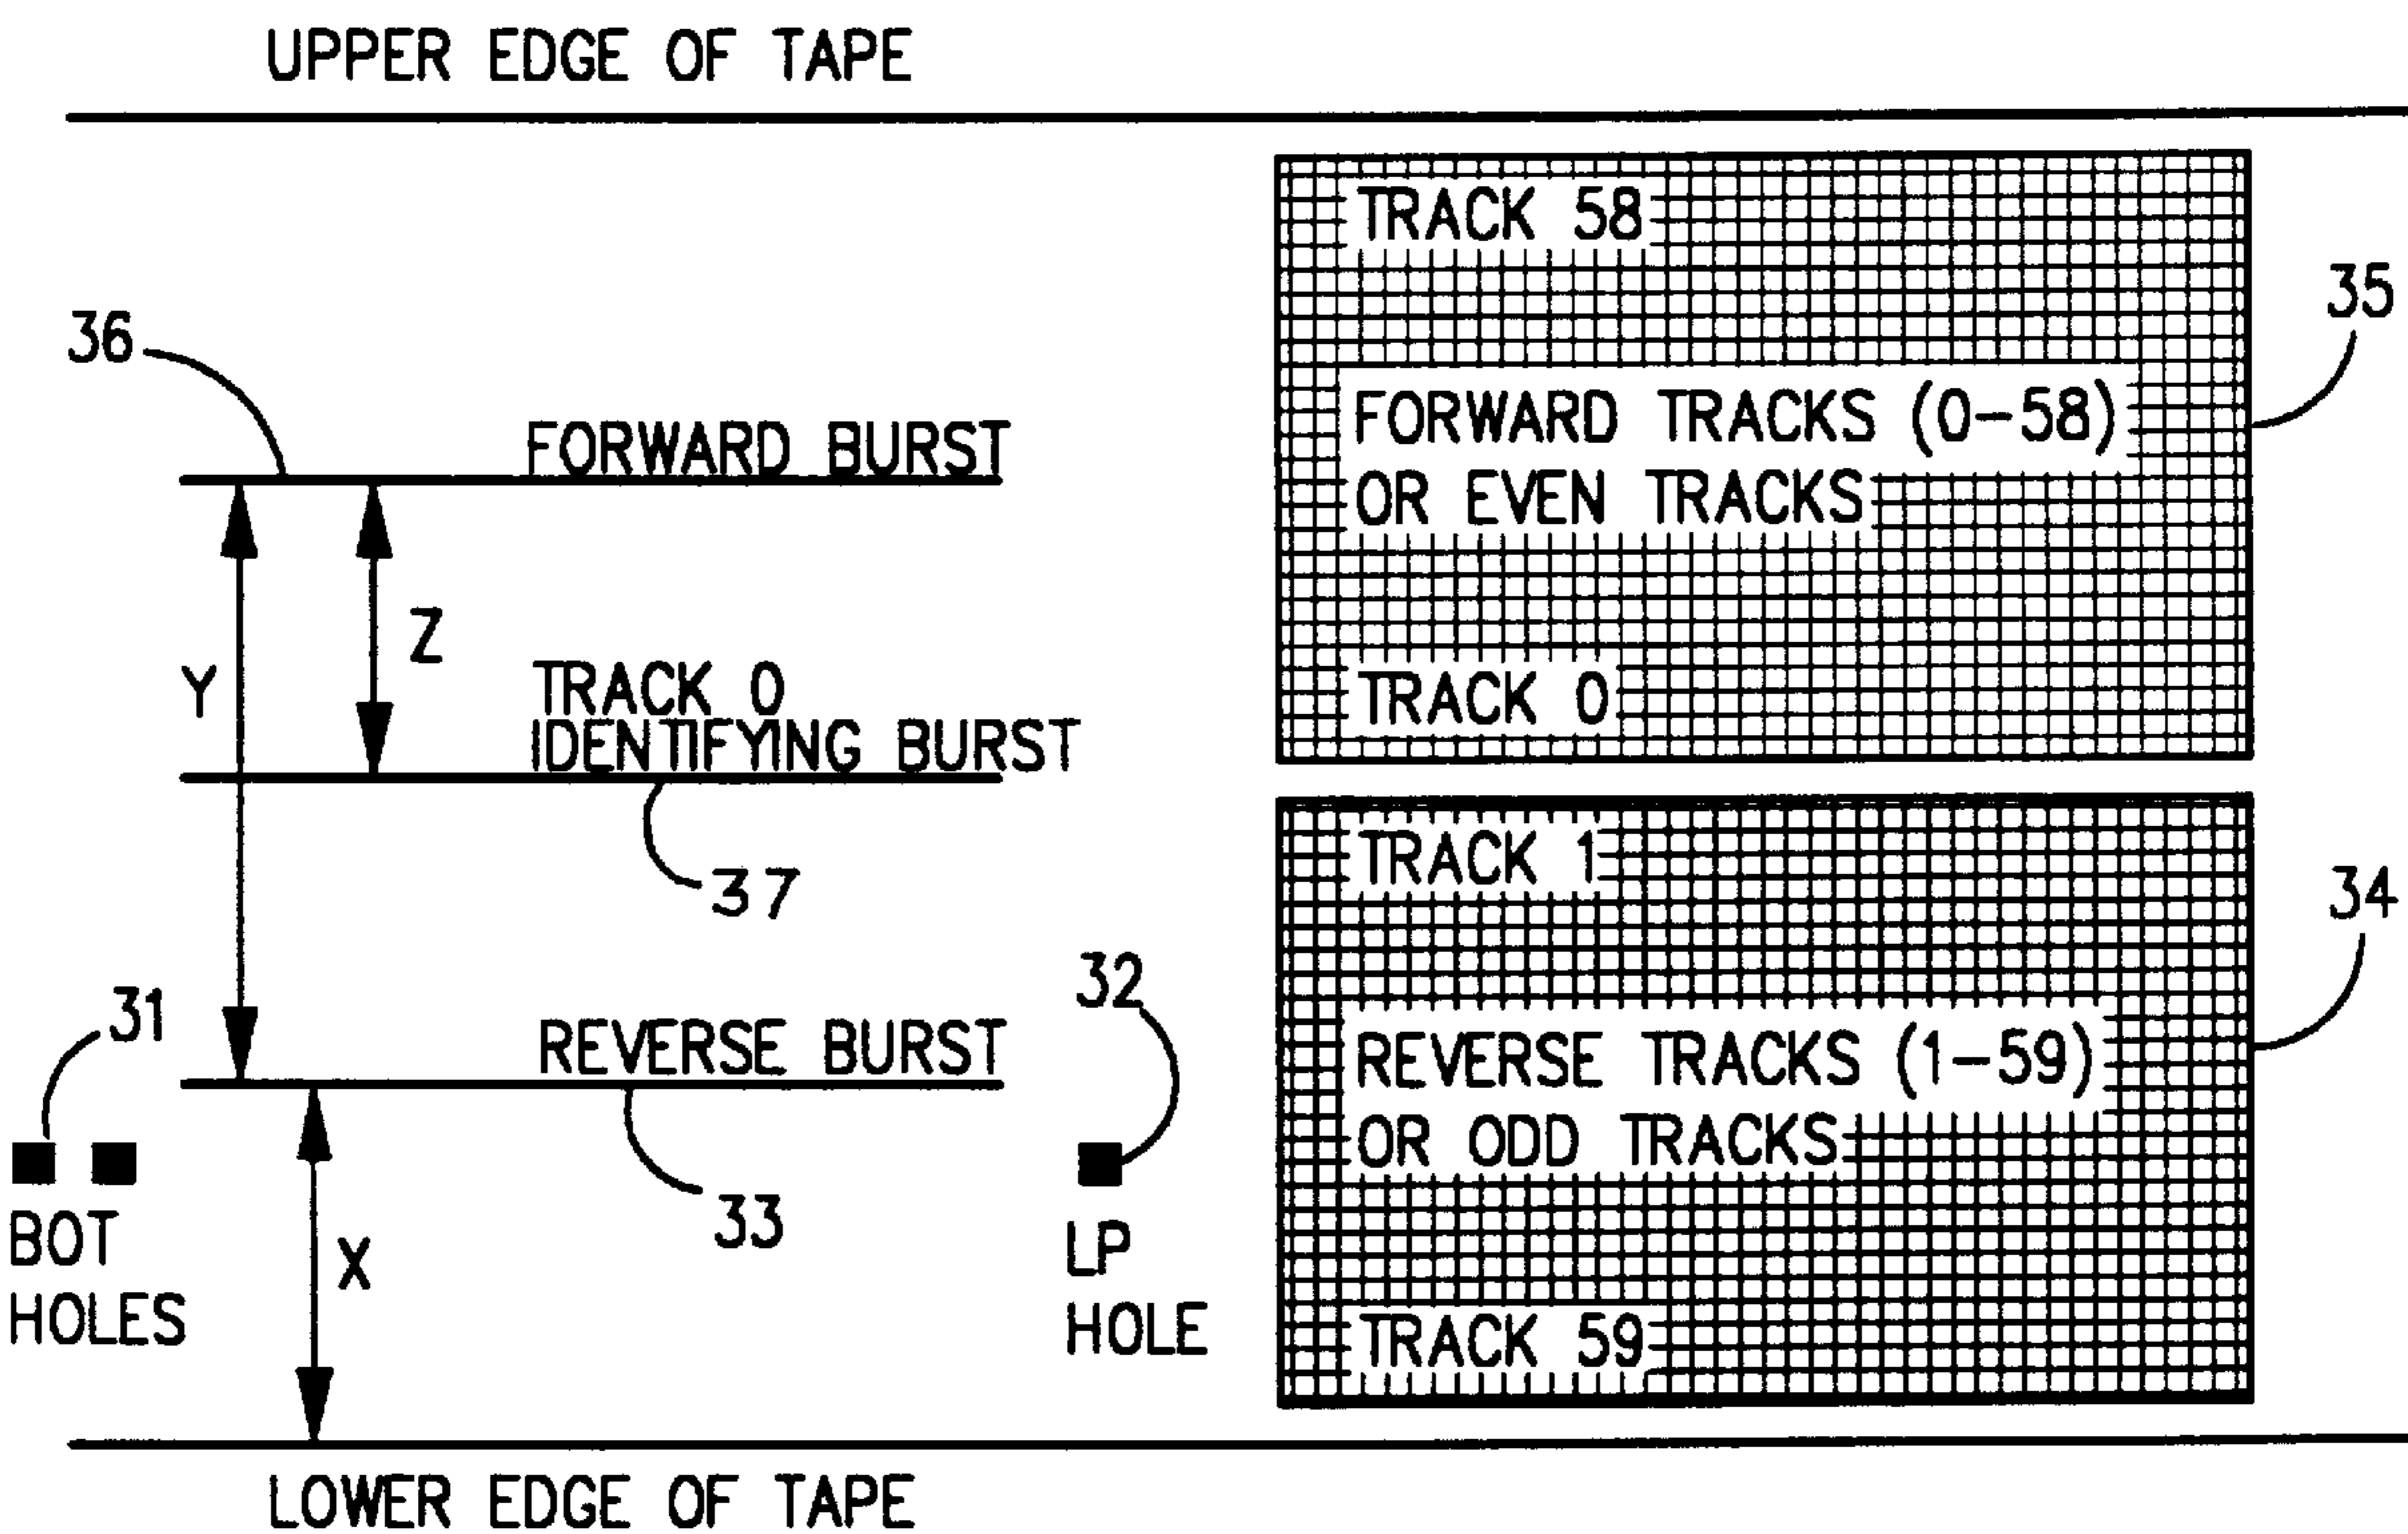 UPPER EDGE OF TAPE
TRACK 58
35
36
FORWARD BURST
FORWARD TRACKS (0-58)
OR EVEN TRACKS
Z
Y
TRACK 0
IDENTIFYING BURST
TRACK 0
37
TRACK 1
34
32
31
REVERSE BURST
REVERSE TRACKS (1-59)
OR ODD TRACKS
33
BOT
HOLES
X
LP
HOLE
TRACK 59
LOWER EDGE OF TAPE